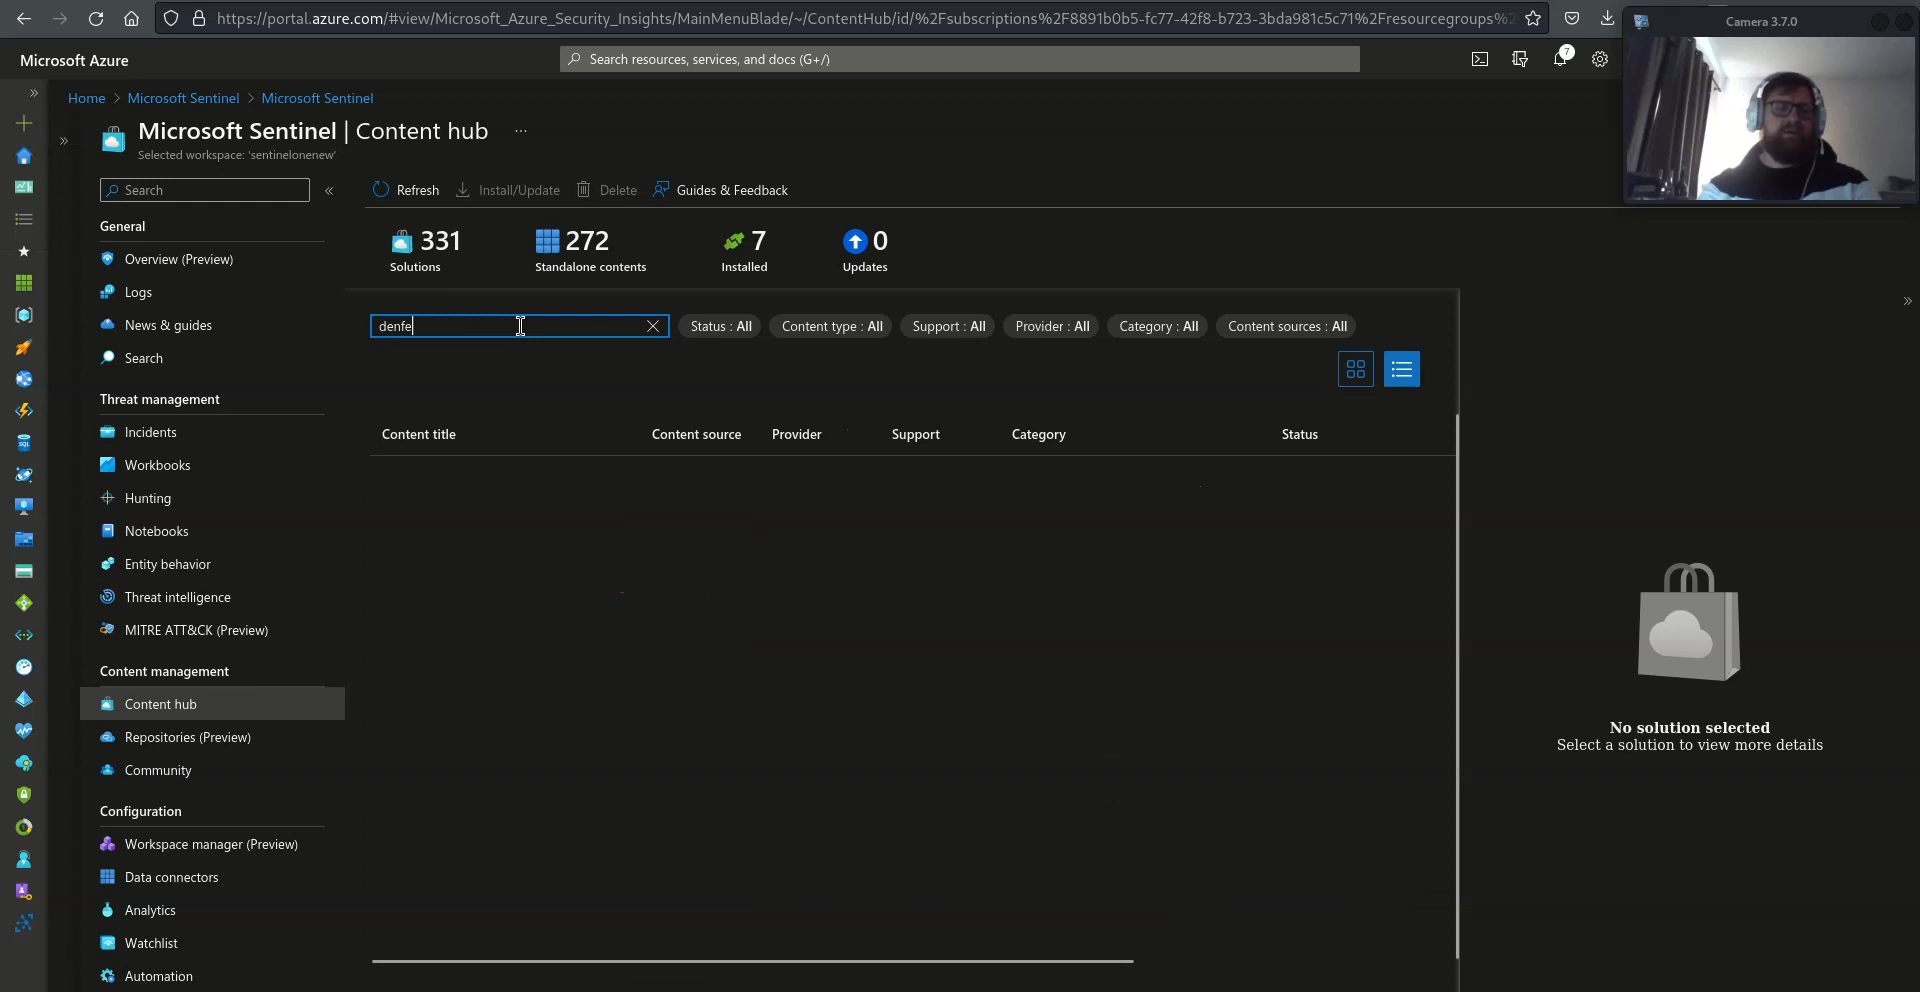 https://portal.azure.com/#view/Microsoft_Azure_Security_Insights/MainMenuBlade/~/ContentHub/id/%2Fsubscriptions%2F8891b0b5-fc77-42f8-b723-3bda981c5c71%2Fresourcegroups%2
Camera 3.7.0
Microsoft Azure
Search resources, services, and docs (G+/)
7
Home > Microsoft Sentinel > Microsoft Sentinel
Microsoft Sentinel | Content hub ...
Selected workspace: 'sentinelonenew'
Search
Refresh
Install/Update
Delete
Guides & Feedback
General
Overview (Preview)
Logs
News & guides
Search
Threat management
Incidents
Workbooks
Hunting
Notebooks
Entity behavior
Threat intelligence
MITRE ATT&CK (Preview)
Content management
Content hub
Repositories (Preview)
Community
Configuration
Workspace manager (Preview)
Data connectors
Analytics
Watchlist
Automation
331
Solutions
272
Standalone contents
7
Installed
0
Updates
denfe
Status : All
Content type : All
Support : All
Provider : All
Category : All
Content sources : All
Content title
Content source
Provider
Support
Category
Status
No solution selected
Select a solution to view more details
SQL